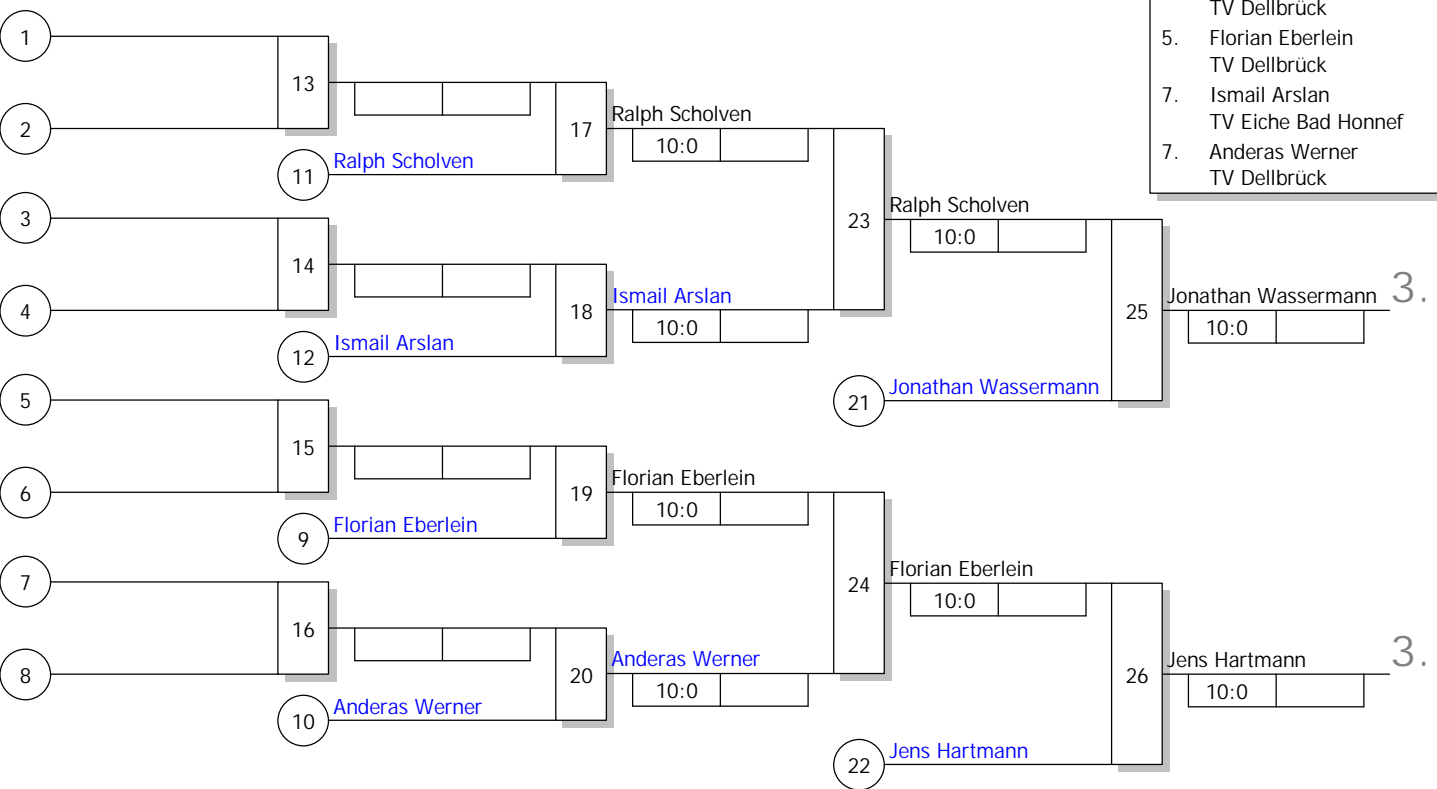 TV Dellbrück
5. Florian Eberlein
TV Dellbrück
7. Ismail Arslan
TV Eiche Bad Honnef
7. Anderas Werner
TV Dellbrück
1
13
2
17
Ralph Scholven
10:0
11
Ralph Scholven
3
23
Ralph Scholven
10:0
14
4
18
Ismail Arslan
10:0
12
Ismail Arslan
25
Jonathan Wassermann
3.
10:0
21
Jonathan Wassermann
5
15
6
19
Florian Eberlein
10:0
9
Florian Eberlein
7
24
Florian Eberlein
10:0
16
8
20
Anderas Werner
10:0
10
Anderas Werner
26
Jens Hartmann
3.
10:0
22
Jens Hartmann